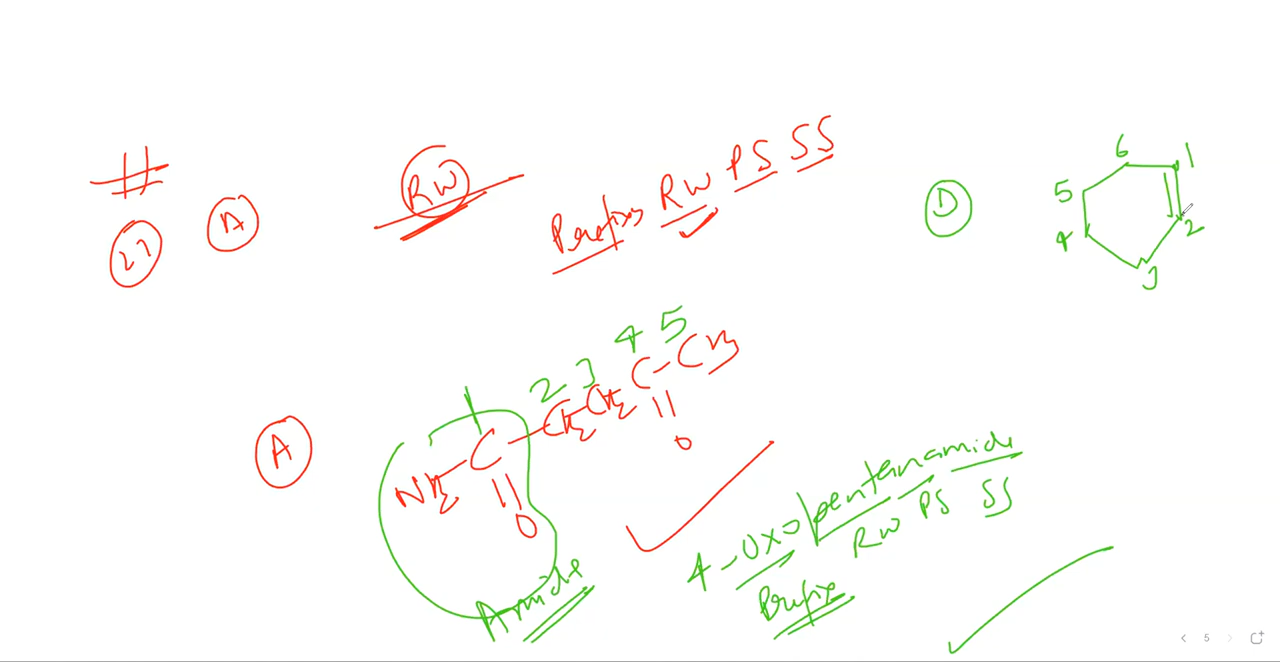 #
27 A
RW
Prefixes RW PS SS
D
6 1
5
4 2
3
A
1 2 3 4 5
NH2 - C - CH2 CH2 C - CH3
O O
Amide
4-oxopentanamide
RW PS SS
Prefix
5